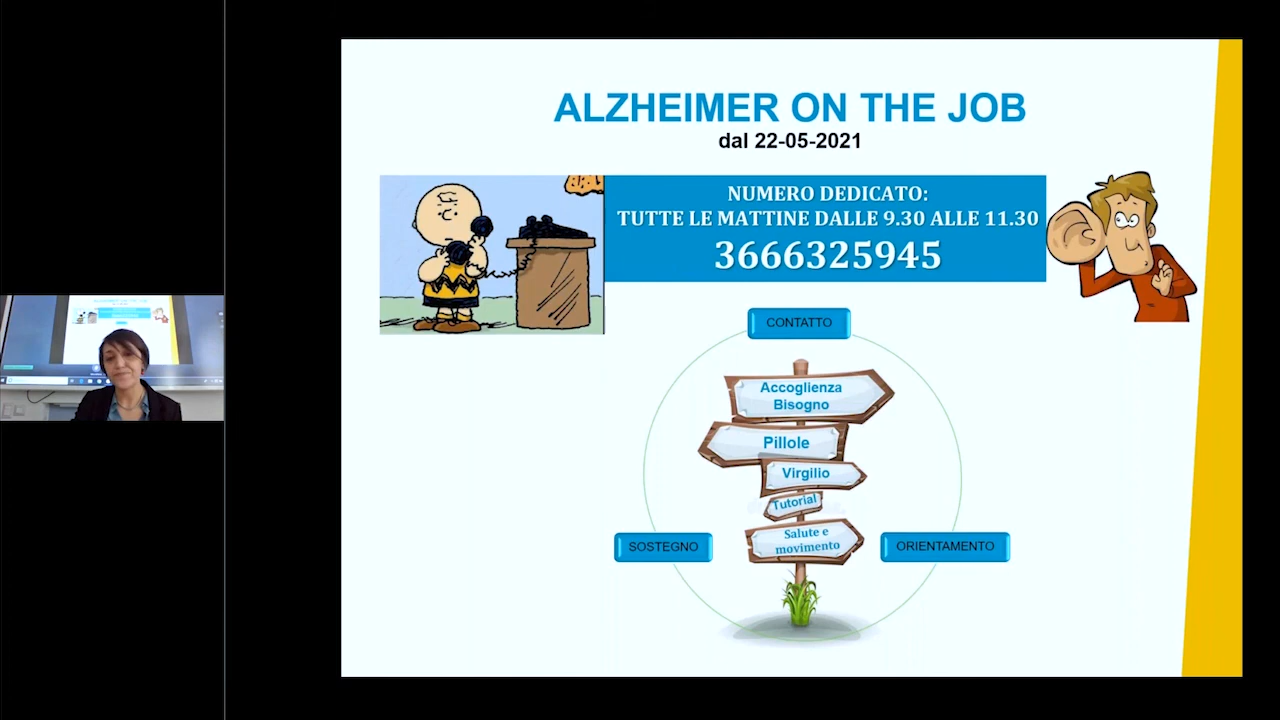 ALZHEIMER ON THE JOB
dal 22-05-2021
NUMERO DEDICATO:
TUTTE LE MATTINE DALLE 9.30 ALLE 11.30
3666325945
CONTATTO
Accoglienza
Bisogno
Pillole
Virgilio
Tutorial
Salute e
movimento
SOSTEGNO
ORIENTAMENTO